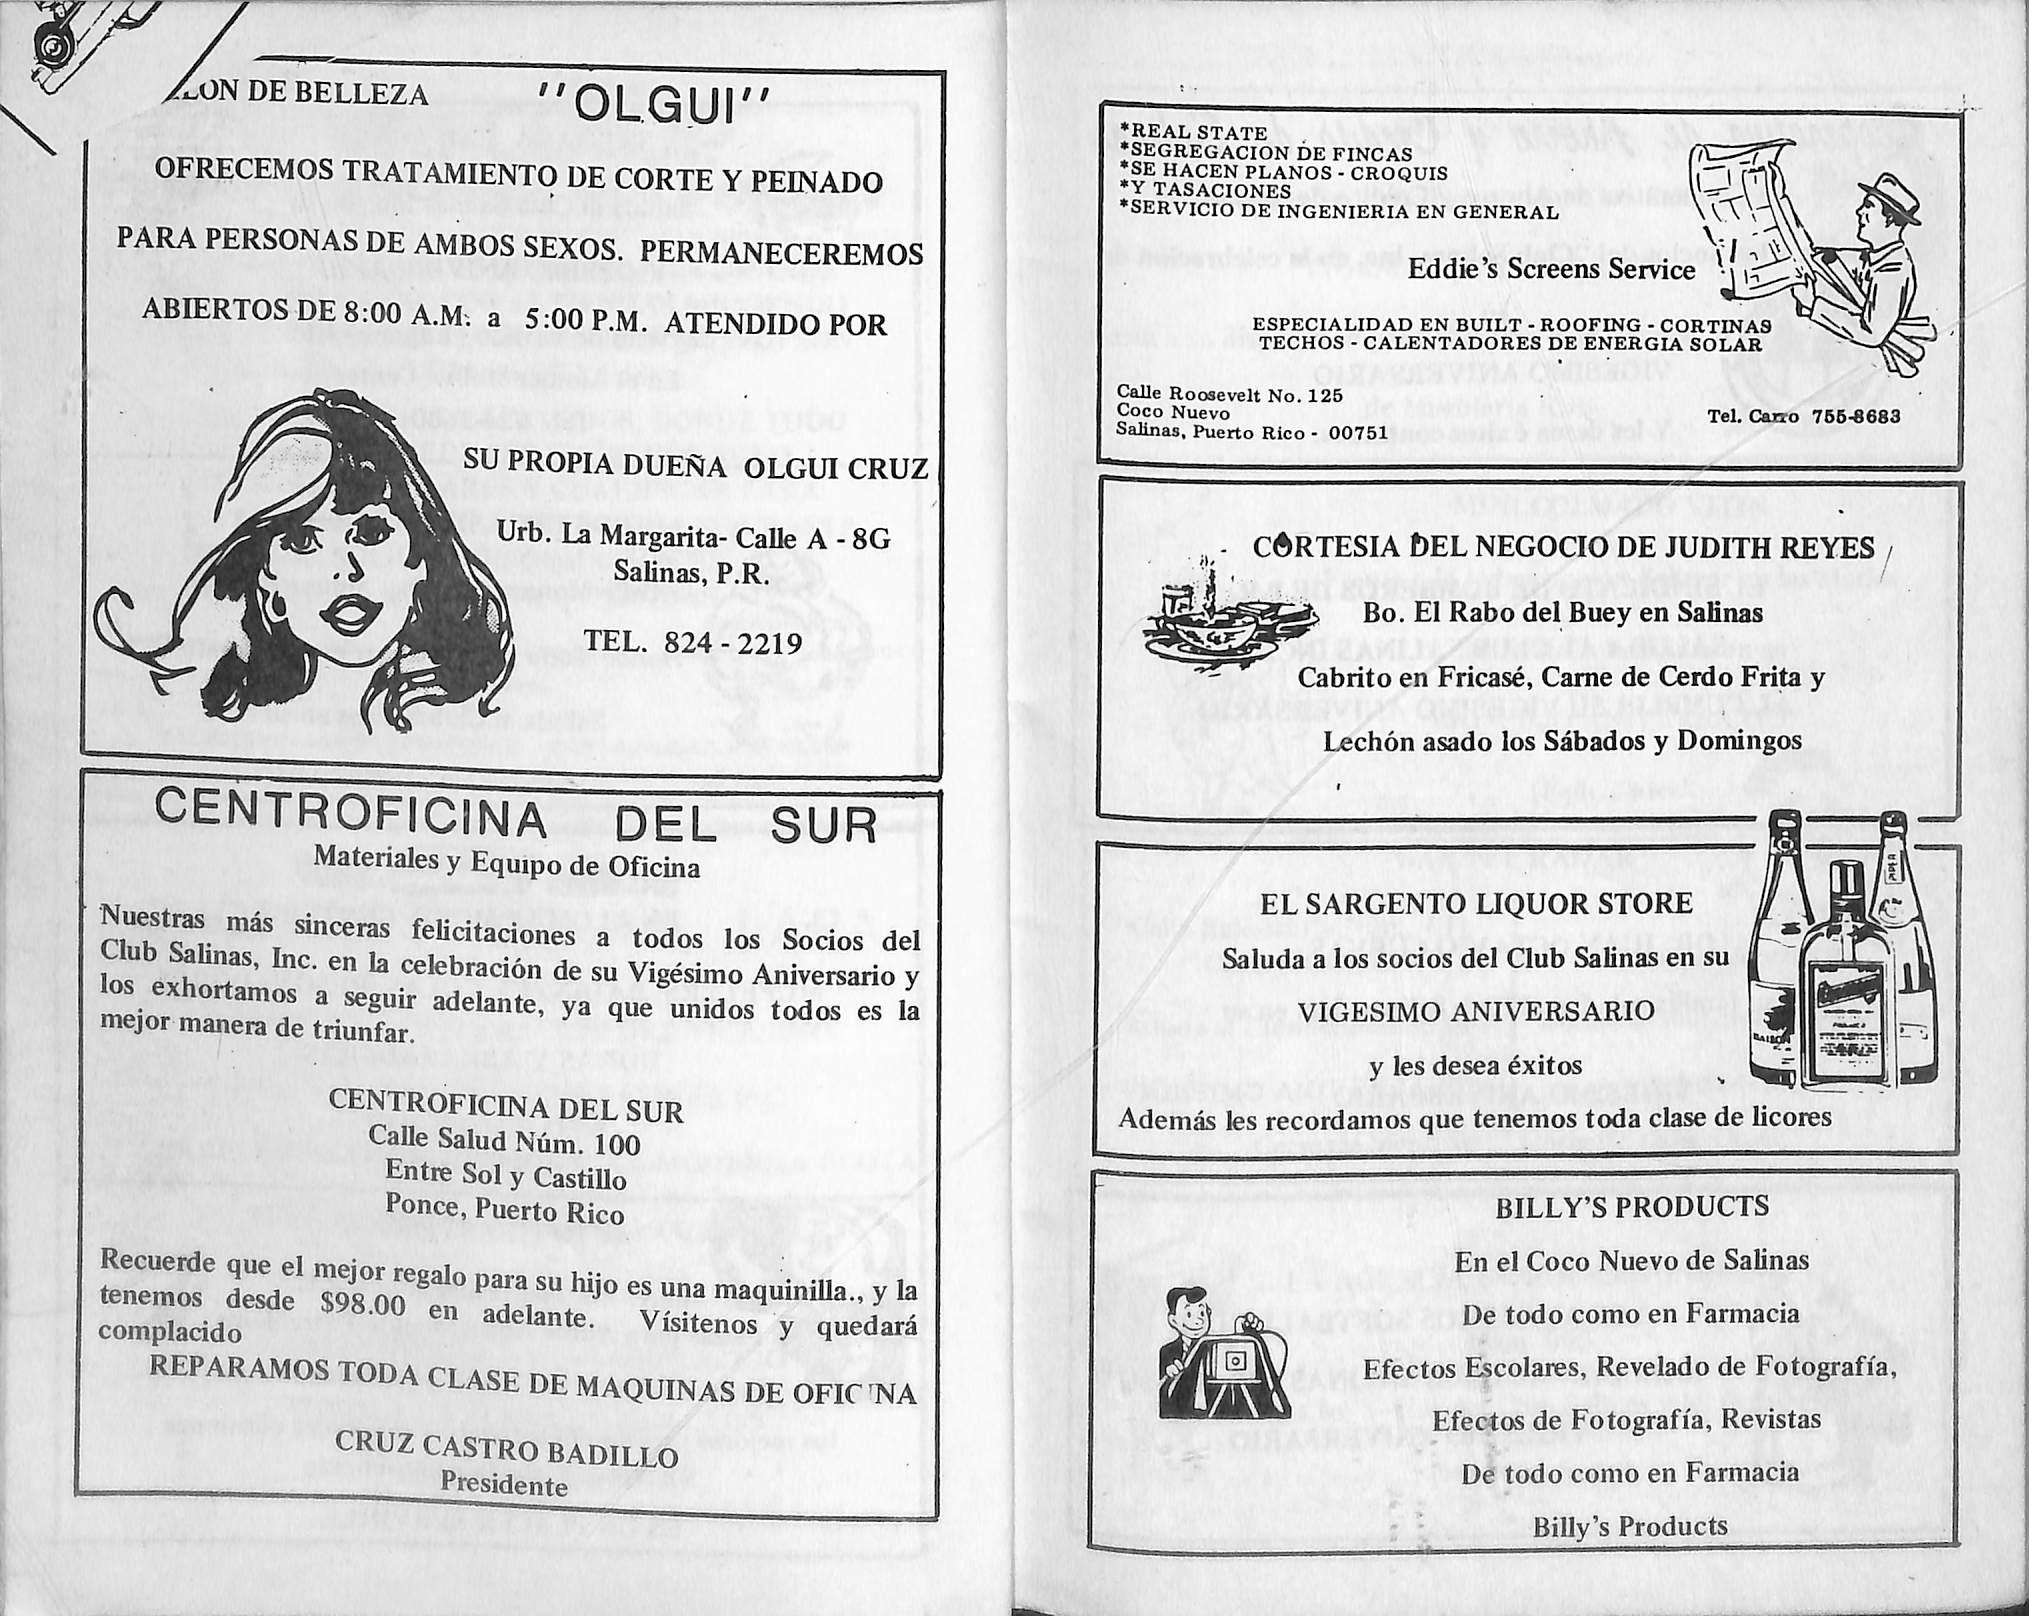 LON DE BELLEZA "OLGUI"
OFRECEMOS TRATAMIENTO DE CORTE Y PEINADO
PARA PERSONAS DE AMBOS SEXOS. PERMANECEREMOS
ABIERTOS DE 8:00 A.M. a 5:00 P.M. ATENDIDO POR
SU PROPIA DUEÑA OLGUI CRUZ
Urb. La Margarita- Calle A - 8G
Salinas, P.R.
TEL. 824 - 2219
CENTROFICINA DEL SUR
Materiales y Equipo de Oficina
Nuestras más sinceras felicitaciones a todos los Socios del
Club Salinas, Inc. en la celebración de su Vigésimo Aniversario y
los exhortamos a seguir adelante, ya que unidos todos es la
mejor manera de triunfar.
CENTROFICINA DEL SUR
Calle Salud Núm. 100
Entre Sol y Castillo
Ponce, Puerto Rico
Recuerde que el mejor regalo para su hijo es una maquinilla., y la
tenemos desde $98.00 en adelante. Vísitenos y quedará
complacido
REPARAMOS TODA CLASE DE MAQUINAS DE OFICINA
CRUZ CASTRO BADILLO
Presidente
*REAL STATE
*SEGREGACION DE FINCAS
*SE HACEN PLANOS - CROQUIS
*Y TASACIONES
*SERVICIO DE INGENIERIA EN GENERAL
Eddie's Screens Service
ESPECIALIDAD EN BUILT - ROOFING - CORTINAS
TECHOS - CALENTADORES DE ENERGIA SOLAR
Calle Roosevelt No. 125
Coco Nuevo
Salinas, Puerto Rico - 00751
Tel. Carro 755-8683
CORTESIA DEL NEGOCIO DE JUDITH REYES
Bo. El Rabo del Buey en Salinas
Cabrito en Fricasé, Carne de Cerdo Frita y
Lechón asado los Sábados y Domingos
EL SARGENTO LIQUOR STORE
Saluda a los socios del Club Salinas en su
VIGESIMO ANIVERSARIO
y les desea éxitos
Además les recordamos que tenemos toda clase de licores
BILLY'S PRODUCTS
En el Coco Nuevo de Salinas
De todo como en Farmacia
Efectos Escolares, Revelado de Fotografía,
Efectos de Fotografía, Revistas
De todo como en Farmacia
Billy's Products